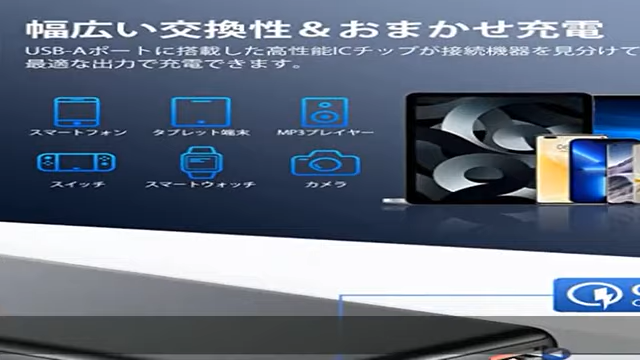 幅広い交換性＆おまかせ充電
USB-Aポートに搭載した高性能ICチップが接続機器を見分けて
最適な出力で充電できます。
スマートフォン タブレット端末 MP3プレイヤー
スイッチ スマートウォッチ カメラ